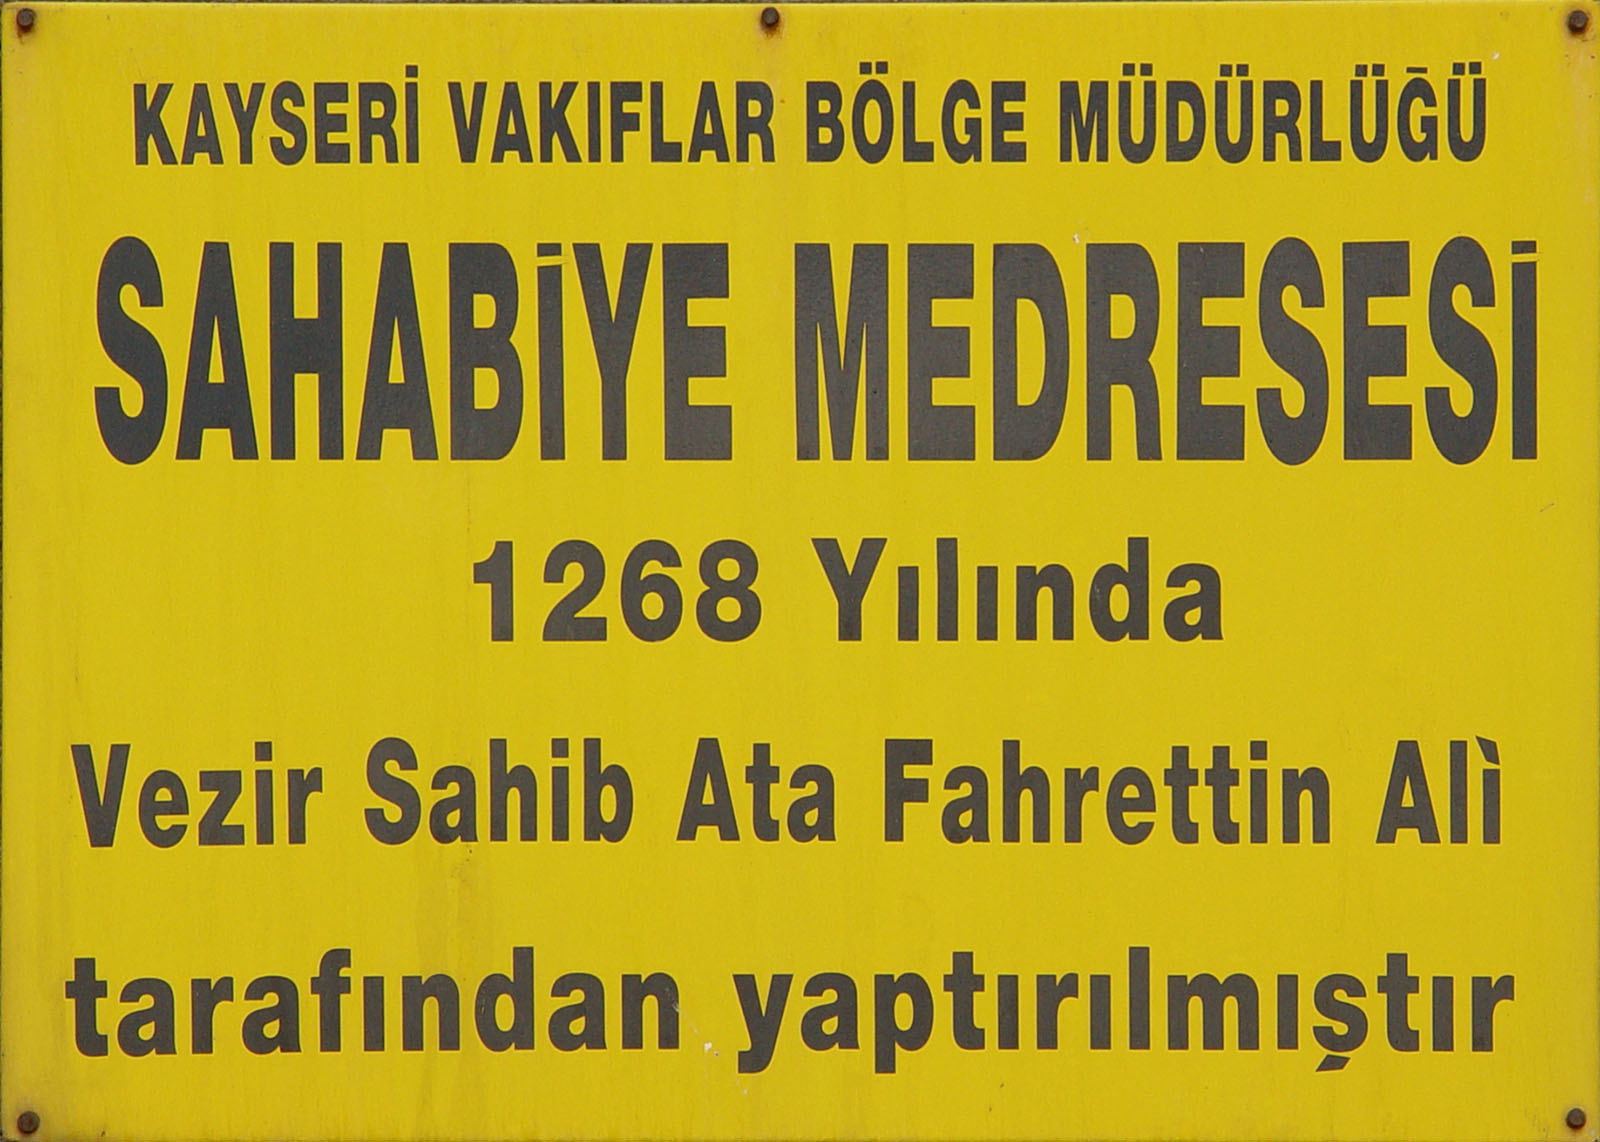 KAYSERİ VAKIFLAR BÖLGE MÜDÜRLÜĞÜ
SAHABİYE MEDRESESİ
1268 Yılında
Vezir Sahib Ata Fahrettin Alì
tarafından yaptırılmıştır